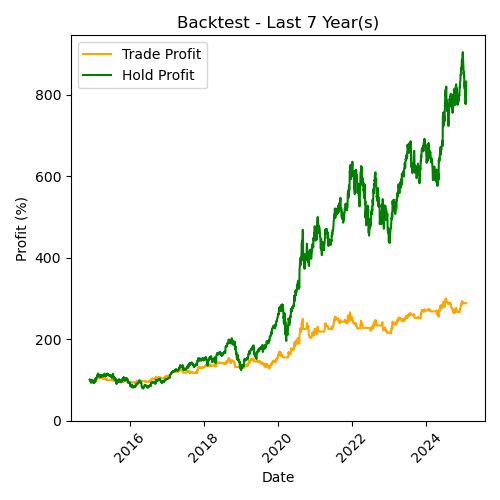 Backtest - Last 7 Year(s)
Trade Profit
Hold Profit
Profit (%)
800
600
400
200
0
2016
2018
2020
2022
2024
Date